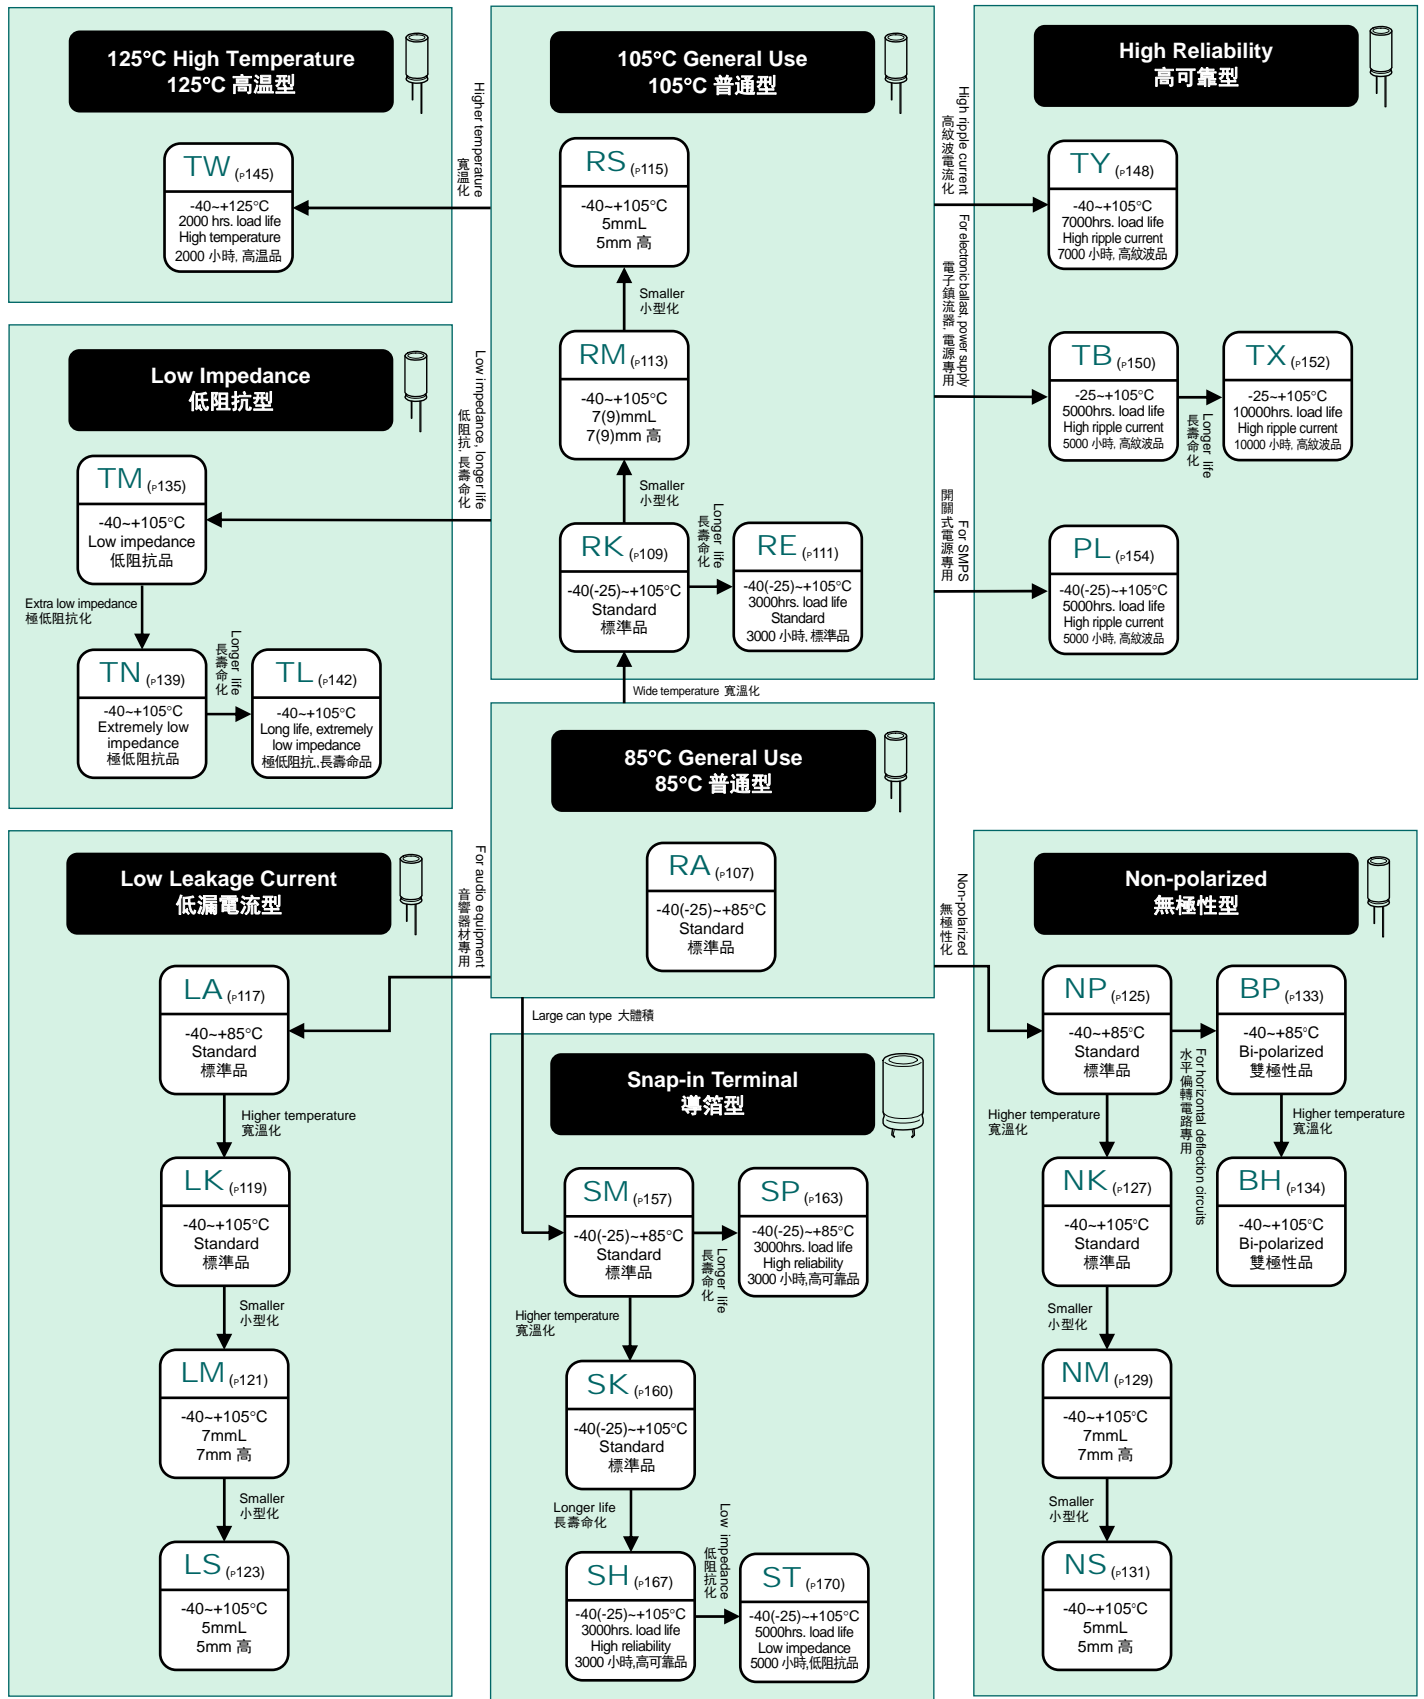 125°C High Temperature
125°C 高温型
TW (P145)
-40~+125°C
2000 hrs. load life
High temperature
2000 小時, 高温品
Higher temperature
寬溫化
105°C General Use
105°C 普通型
RS (P115)
-40~+105°C
5mmL
5mm 高
Smaller
小型化
RM (P113)
-40~+105°C
7(9)mmL
7(9)mm 高
Smaller
小型化
RK (P109)
-40(-25)~+105°C
Standard
標準品
Longer life
長壽命化
RE (P111)
-40(-25)~+105°C
3000hrs. load life
Standard
3000 小時, 標準品
High ripple current
高紋波電流化
For electronic ballast, power supply
電子鎮流器, 電源專用
For SMPS
開關式電源專用
High Reliability
高可靠型
TY (P148)
-40~+105°C
7000hrs. load life
High ripple current
7000 小時, 高紋波品
TB (P150)
-25~+105°C
5000hrs. load life
High ripple current
5000 小時, 高紋波品
Longer life
長壽命化
TX (P152)
-25~+105°C
10000hrs. load life
High ripple current
10000 小時, 高紋波品
PL (P154)
-40(-25)~+105°C
5000hrs. load life
High ripple current
5000 小時, 高紋波品
Low Impedance
低阻抗型
Low impedance, longer life
低阻抗, 長壽命化
TM (P135)
-40~+105°C
Low impedance
低阻抗品
Extra low impedance
極低阻抗化
TN (P139)
-40~+105°C
Extremely low
impedance
極低阻抗品
Longer life
長壽命化
TL (P142)
-40~+105°C
Long life, extremely
low impedance
極低阻抗,.長壽命品
Wide temperature 寬溫化
85°C General Use
85°C 普通型
RA (P107)
-40(-25)~+85°C
Standard
標準品
For audio equipment
音響器材專用
Non-polarized
無極性化
Large can type 大體積
Low Leakage Current
低漏電流型
LA (P117)
-40~+85°C
Standard
標準品
Higher temperature
寬溫化
LK (P119)
-40~+105°C
Standard
標準品
Smaller
小型化
LM (P121)
-40~+105°C
7mmL
7mm 高
Smaller
小型化
LS (P123)
-40~+105°C
5mmL
5mm 高
Snap-in Terminal
導箔型
SM (P157)
-40(-25)~+85°C
Standard
標準品
Longer life
長壽命化
SP (P163)
-40(-25)~+85°C
3000hrs. load life
High reliability
3000 小時,高可靠品
Higher temperature
寬溫化
SK (P160)
-40(-25)~+105°C
Standard
標準品
Longer life
長壽命化
SH (P167)
-40(-25)~+105°C
3000hrs. load life
High reliability
3000 小時,高可靠品
Low impedance
低阻抗化
ST (P170)
-40(-25)~+105°C
5000hrs. load life
Low impedance
5000 小時,低阻抗品
Non-polarized
無極性型
NP (P125)
-40~+85°C
Standard
標準品
For horizontal deflection circuits
水平偏轉電路專用
BP (P133)
-40~+85°C
Bi-polarized
雙極性品
Higher temperature
寬溫化
Higher temperature
寬溫化
NK (P127)
-40~+105°C
Standard
標準品
BH (P134)
-40~+105°C
Bi-polarized
雙極性品
Smaller
小型化
NM (P129)
-40~+105°C
7mmL
7mm 高
Smaller
小型化
NS (P131)
-40~+105°C
5mmL
5mm 高